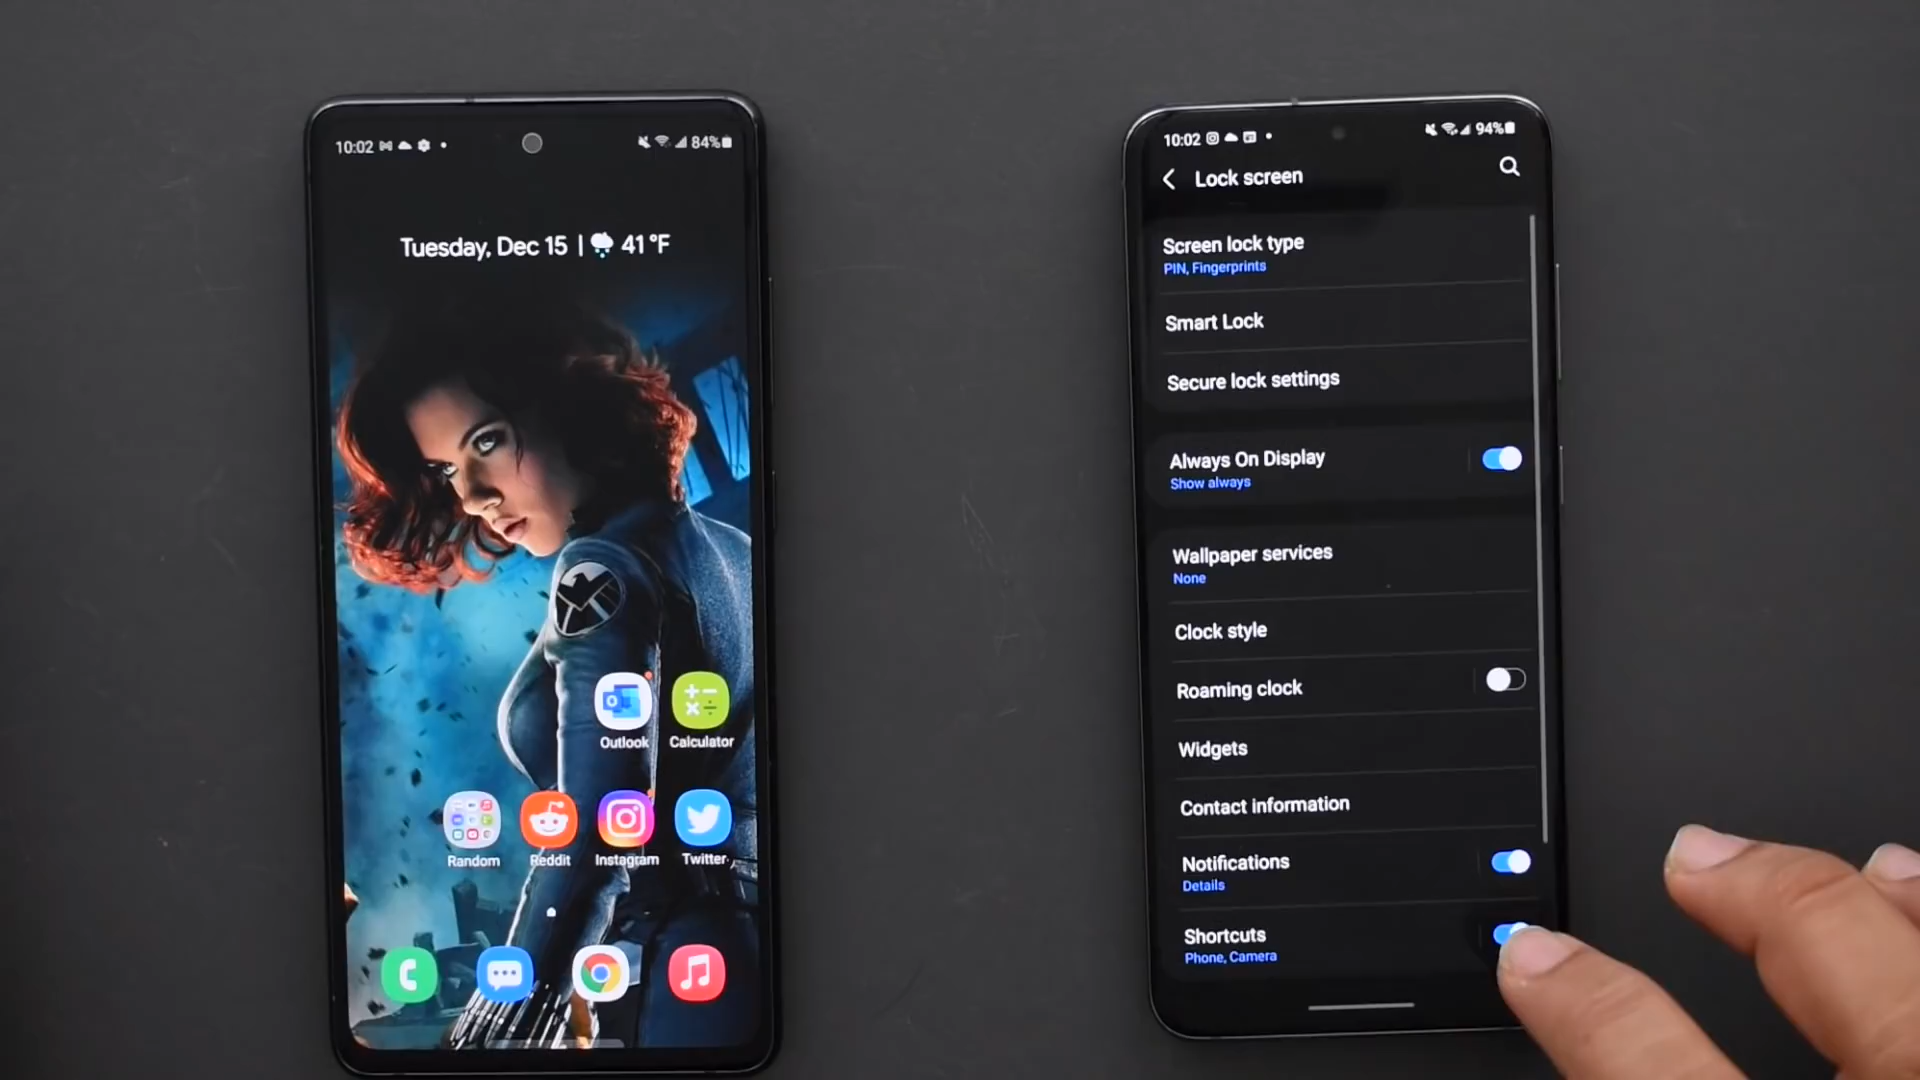 10:02
84%
Tuesday, Dec 15 | 41 °F
Outlook
Calculator
Random
Reddit
Instagram
Twitter
10:02
94%
Lock screen
Screen lock type
PIN, Fingerprints
Smart Lock
Secure lock settings
Always On Display
Show always
Wallpaper services
None
Clock style
Roaming clock
Widgets
Contact information
Notifications
Details
Shortcuts
Phone, Camera